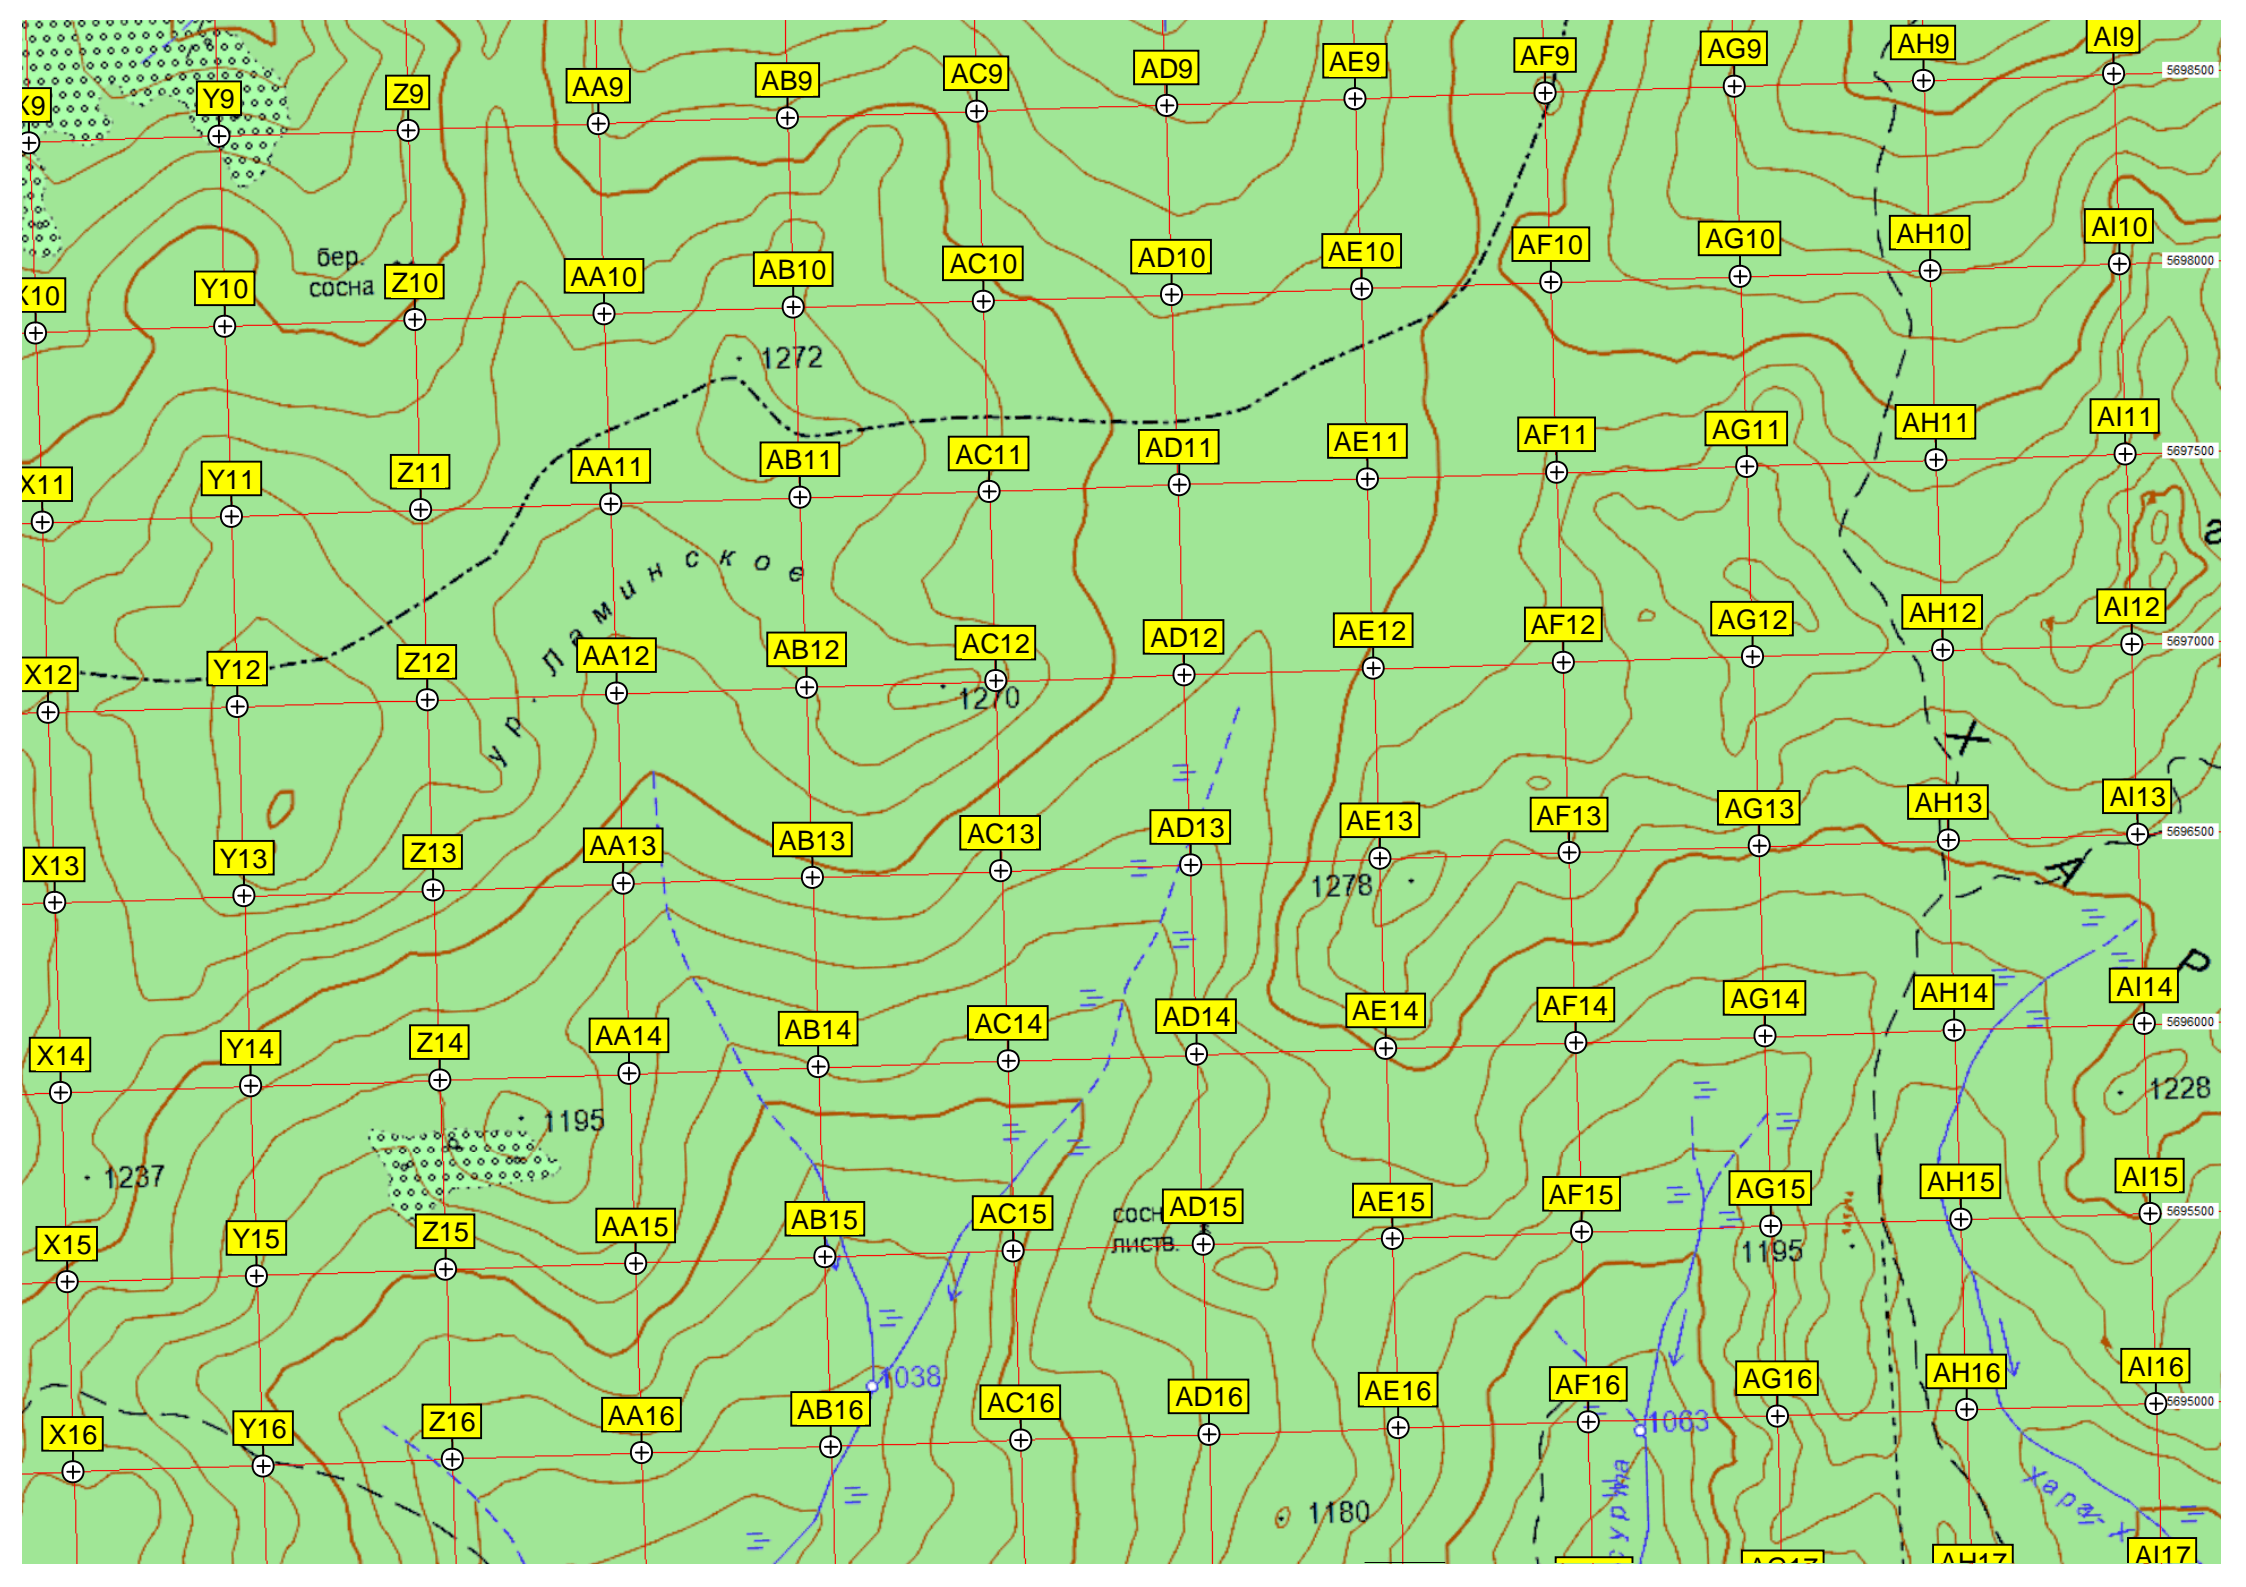 X9 Y9 Z9 AA9 AB9 AC9 AD9 AE9 AF9 AG9 AH9 AI9
5698500
бер.
сосна
X10 Y10 Z10 AA10 AB10 AC10 AD10 AE10 AF10 AG10 AH10 AI10
5698000
1272
X11 Y11 Z11 AA11 AB11 AC11 AD11 AE11 AF11 AG11 AH11 AI11
5697500
ур. Ламинское
X12 Y12 Z12 AA12 AB12 AC12 AD12 AE12 AF12 AG12 AH12 AI12
5697000
1270
Х
X13 Y13 Z13 AA13 AB13 AC13 AD13 AE13 AF13 AG13 AH13 AI13
5696500
А
1278
Р
X14 Y14 Z14 AA14 AB14 AC14 AD14 AE14 AF14 AG14 AH14 AI14
5696000
1228
1195
1237
X15 Y15 Z15 AA15 AB15 AC15 AD15 AE15 AF15 AG15 AH15 AI15
5695500
листв.
1195
1038
X16 Y16 Z16 AA16 AB16 AC16 AD16 AE16 AF16 AG16 AH16 AI16
5695000
1063
1180
AG17 AH17 AI17